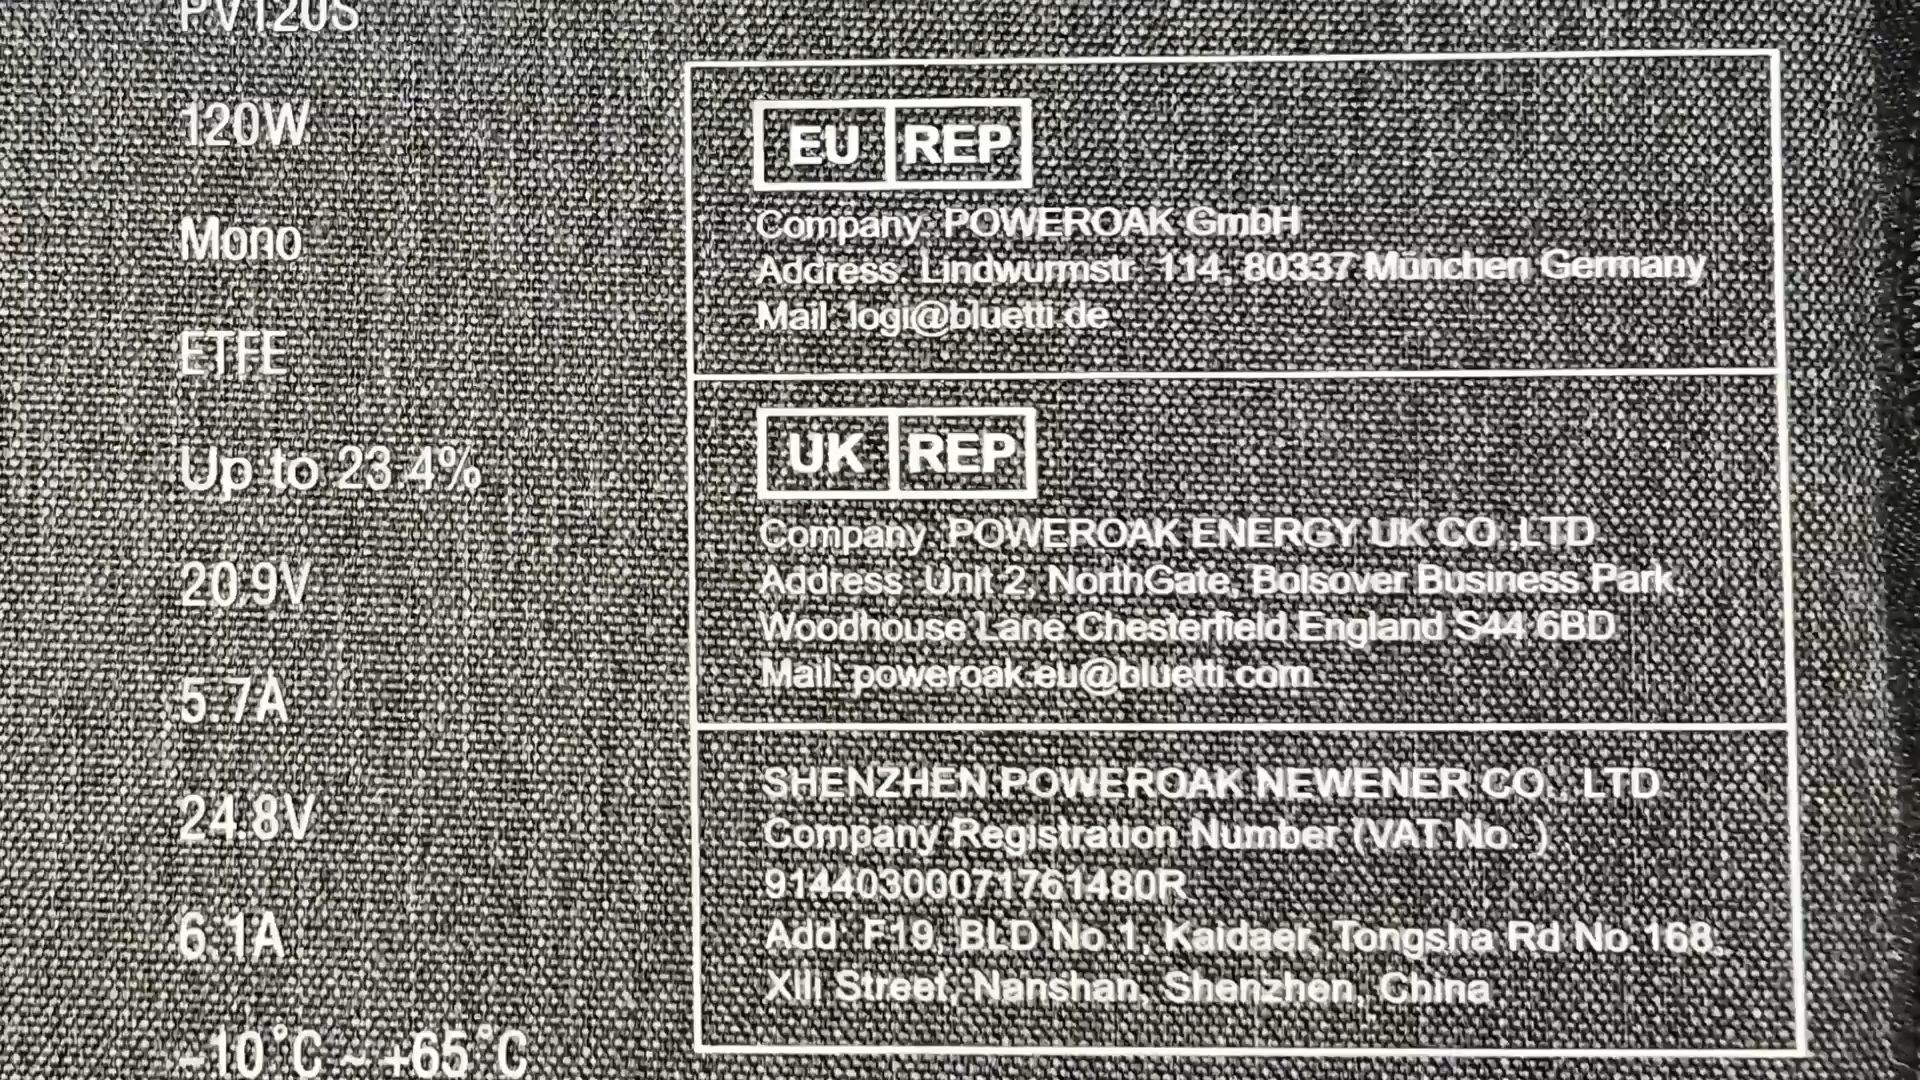 PV120S
120W
Mono
ETFE
Up to 23.4%
20.9V
5.7A
24.8V
6.1A
-10°C ~ +65°C
EU REP
Company: POWEROAK GmbH
Address: Lindwurmstr. 114, 80337 München Germany
Mail: logi@bluetti.de
UK REP
Company: POWEROAK ENERGY UK CO.,LTD
Address: Unit 2, NorthGate, Bolsover Business Park,
Woodhouse Lane Chesterfield England S44 6BD
Mail: poweroak.eu@bluetti.com
SHENZHEN POWEROAK NEWENER CO., LTD
Company Registration Number (VAT No. :)
91440300071761480R
Add: F19, BLD No.1, Kaidaer, Tongsha Rd No.168,
Xili Street, Nanshan, Shenzhen, China